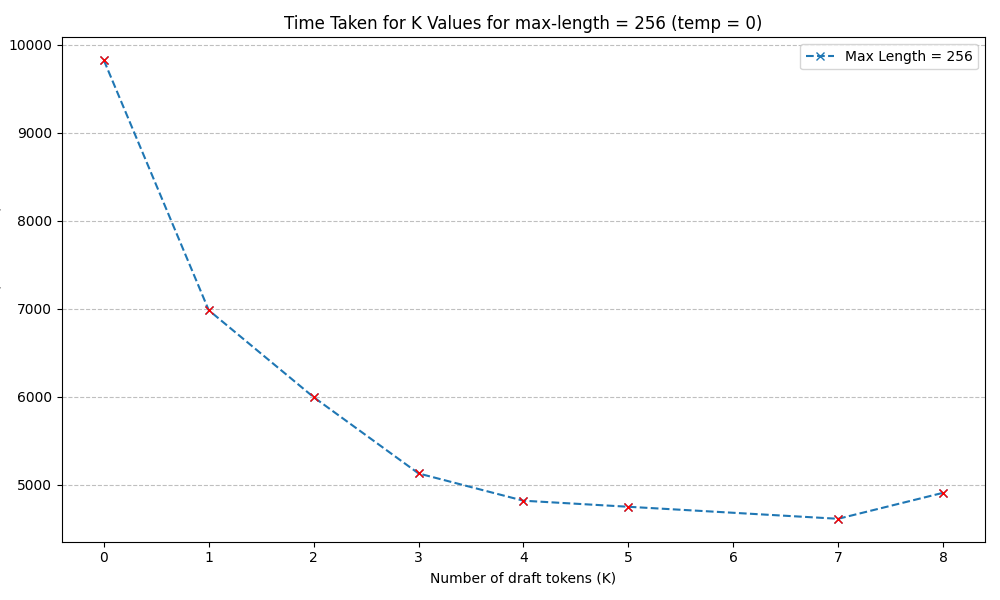 Time Taken for K Values for max-length = 256 (temp = 0)
Max Length = 256
10000
9000
8000
7000
6000
5000
0 1 2 3 4 5 6 7 8
Number of draft tokens (K)